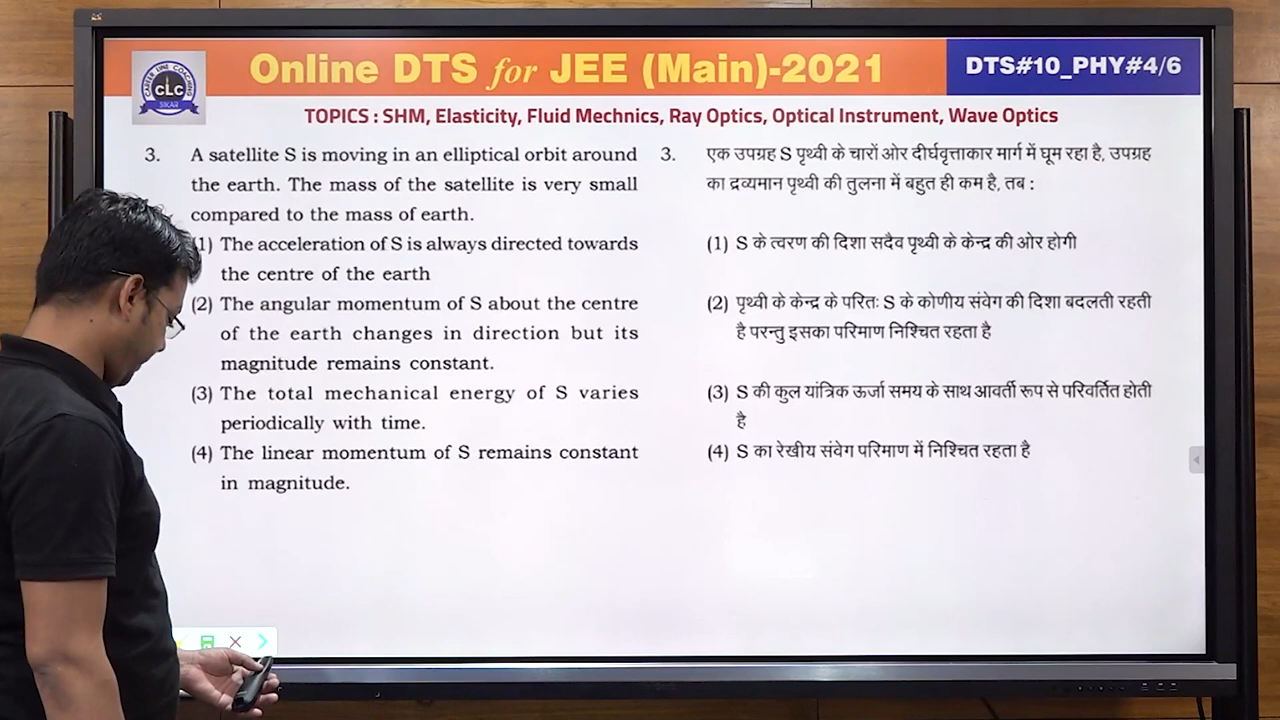 Online DTS for JEE (Main)-2021
DTS#10_PHY#4/6
CAREER LINE COACHING
CLC
SIKAR
TOPICS : SHM, Elasticity, Fluid Mechnics, Ray Optics, Optical Instrument, Wave Optics
3. A satellite S is moving in an elliptical orbit around
the earth. The mass of the satellite is very small
compared to the mass of earth.
1) The acceleration of S is always directed towards
the centre of the earth
(2) The angular momentum of S about the centre
of the earth changes in direction but its
magnitude remains constant.
(3) The total mechanical energy of S varies
periodically with time.
(4) The linear momentum of S remains constant
in magnitude.
3. एक उपग्रह S पृथ्वी के चारों ओर दीर्घवृत्ताकार मार्ग में घूम रहा है, उपग्रह
का द्रव्यमान पृथ्वी की तुलना में बहुत ही कम है, तब :
(1) S के त्वरण की दिशा सदैव पृथ्वी के केन्द्र की ओर होगी
(2) पृथ्वी के केन्द्र के परितः S के कोणीय संवेग की दिशा बदलती रहती
है परन्तु इसका परिमाण निश्चित रहता है
(3) S की कुल यांत्रिक ऊर्जा समय के साथ आवर्ती रूप से परिवर्तित होती
है
(4) S का रेखीय संवेग परिमाण में निश्चित रहता है